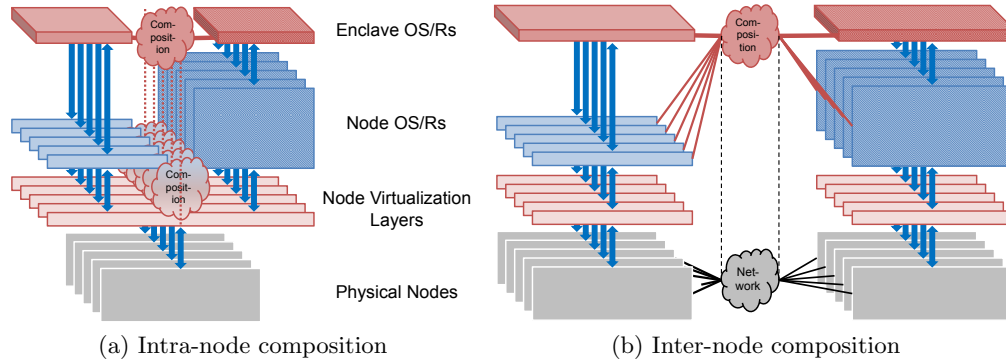 Com-
posit-
ion
Enclave OS/Rs
Node OS/Rs
Com-
posit-
ion
Node Virtualization
Layers
Physical Nodes
(a) Intra-node composition
Com-
posi-
tion
Net-
work
(b) Inter-node composition